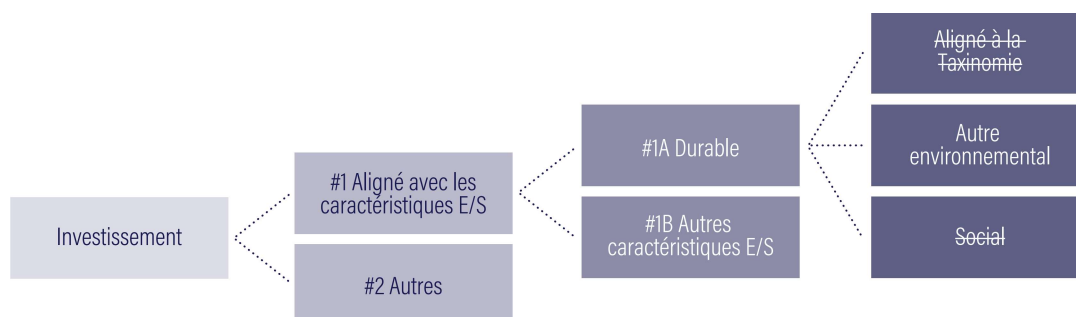 Investissement
#1 Aligné avec les
caractéristiques E/S
#2 Autres
#1A Durable
#1B Autres
caractéristiques E/S
Aligné à la
Taxinomie
Autre
environnemental
Social